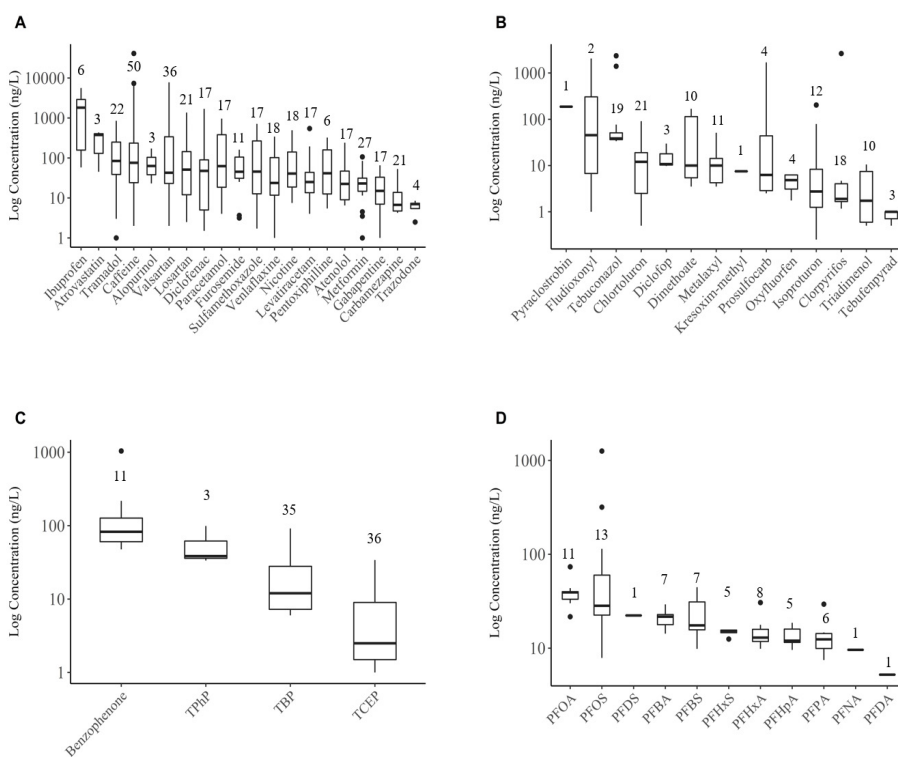 A
Log Concentration (ng/L)
10000
1000
100
10
1
6
3
22
50
3
36
21
17
17
11
17
18
18
17
6
17
27
17
21
4
Ibuprofen
Atrovastatin
Tramadol
Caffeine
Alopurinol
Valsartan
Losartan
Diclofenac
Paracetamol
Furosemide
Sulfamethoxazole
Venlaflaxine
Nicotine
Levatiracetam
Pentoxiphilline
Atenolol
Metformin
Gabapentine
Carbamezapine
Trazodone
B
Log Concentration (ng/L)
1000
100
10
1
1
2
19
21
3
10
11
1
4
4
12
18
10
3
Pyraclostrobin
Fludioxonyl
Tebuconazol
Chlortoluron
Diclofop
Dimethoate
Metalaxyl
Kresoxim-methyl
Prosulfocarb
Oxyfluorfen
Isoproturon
Clorpyrifos
Triadimenol
Tebufenpyrad
C
Log Concentration (ng/L)
1000
100
10
1
11
3
35
36
Benzophenone
TPhP
TBP
TCEP
D
Log Concentration (ng/L)
1000
100
10
11
13
1
7
7
5
8
5
6
1
1
PFOA
PFOS
PFDS
PFBA
PFBS
PFHxS
PFHxA
PFHpA
PFPA
PFNA
PFDA